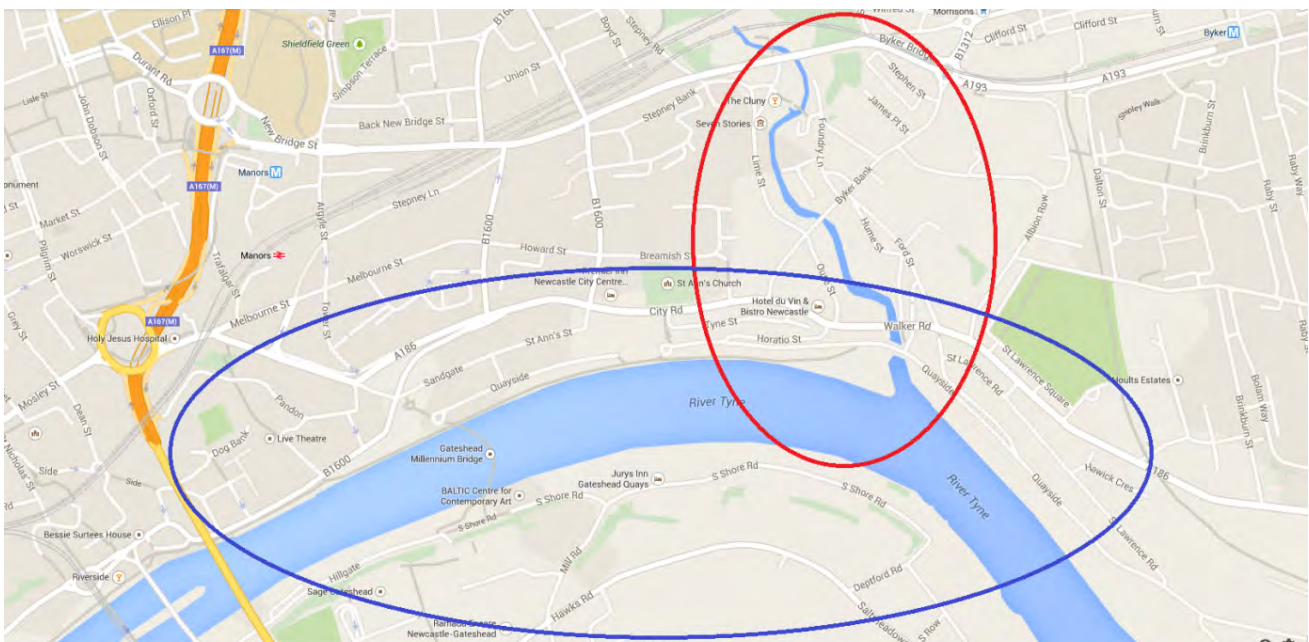 Ellison Pl
A167(M)
Shieldfield Green
Simpson Terrace
B1600
Boyd St
Stepney Rd
Wilfred St
Morrisons
Clifford St
Clifford St
B1312
Byker
Byker Bridge
A193
A193
Durant Rd
Lisle St
John Dobson St
Oxford St
Union St
Stepney Bank
The Cluny
Seven Stories
Stephen St
James Pl St
Shipley Walk
Brinkburn St
Raby Way
Raby St
Back New Bridge St
New Bridge St
Manors
A167(M)
onument
Market St
Worswick St
Pilgrim St
Stepney Ln
Argyle St
B1600
B1600
Lime St
Foundry Ln
Byker Bank
Dalton St
Albion Row
Manors
Trafalgar St
Howard St
Breamish St
Hume St
Ford St
Melbourne St
Tower St
Newcastle City Centre...
St Ann's Church
Ouse St
Hotel du Vin &
Bistro Newcastle
Grey St
A167(M)
Melbourne St
City Rd
Tyne St
Walker Rd
Holy Jesus Hospital
A186
St Ann's St
Horatio St
St Lawrence Rd
St Lawrence Square
Hoults Estates
Mosley St
Dean St
Sandgate
Quayside
Quayside
Bolam Way
Brinkburn St
Pandon
River Tyne
St Nicholas St
Dog Bank
Live Theatre
Gateshead
Millennium Bridge
Side
Side
B1600
Jurys Inn
Gateshead Quays
S Shore Rd
S Shore Rd
A186
Hawick Cres
BALTIC Centre for
Contemporary Art
S Shore Rd
River Tyne
Quayside
St Lawrence Rd
Bessie Surtees House
Riverside
Hillgate
Mill Rd
Sage Gateshead
Hawks Rd
Deptford Rd
Saltmeadows
S Row
Ramada Encore
Newcastle-Gateshead